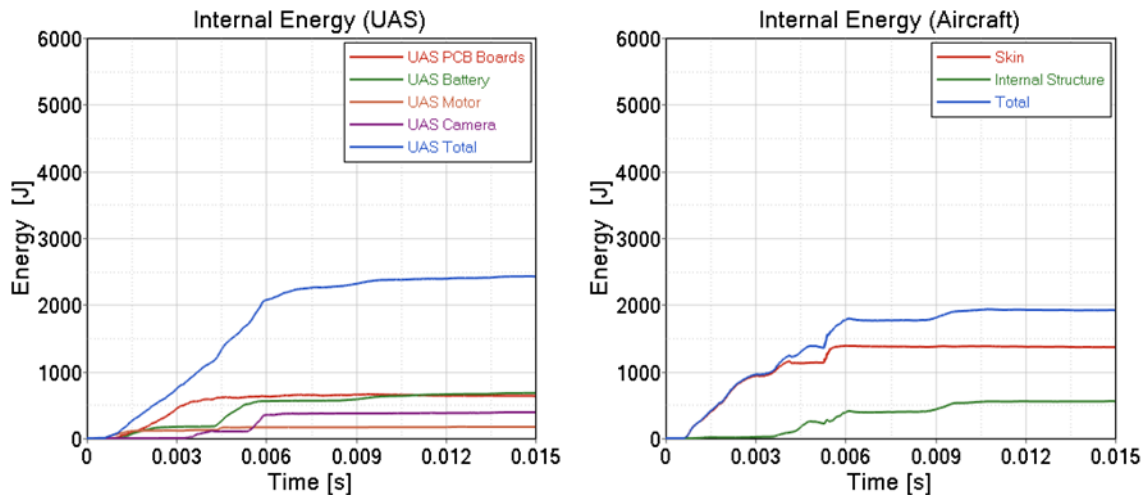 Internal Energy (UAS)
6000
5000
4000
3000
2000
1000
0
Energy [J]
UAS PCB Boards
UAS Battery
UAS Motor
UAS Camera
UAS Total
0
0.003
0.006
0.009
0.012
0.015
Time [s]
Internal Energy (Aircraft)
6000
5000
4000
3000
2000
1000
0
Energy [J]
Skin
Internal Structure
Total
0
0.003
0.006
0.009
0.012
0.015
Time [s]